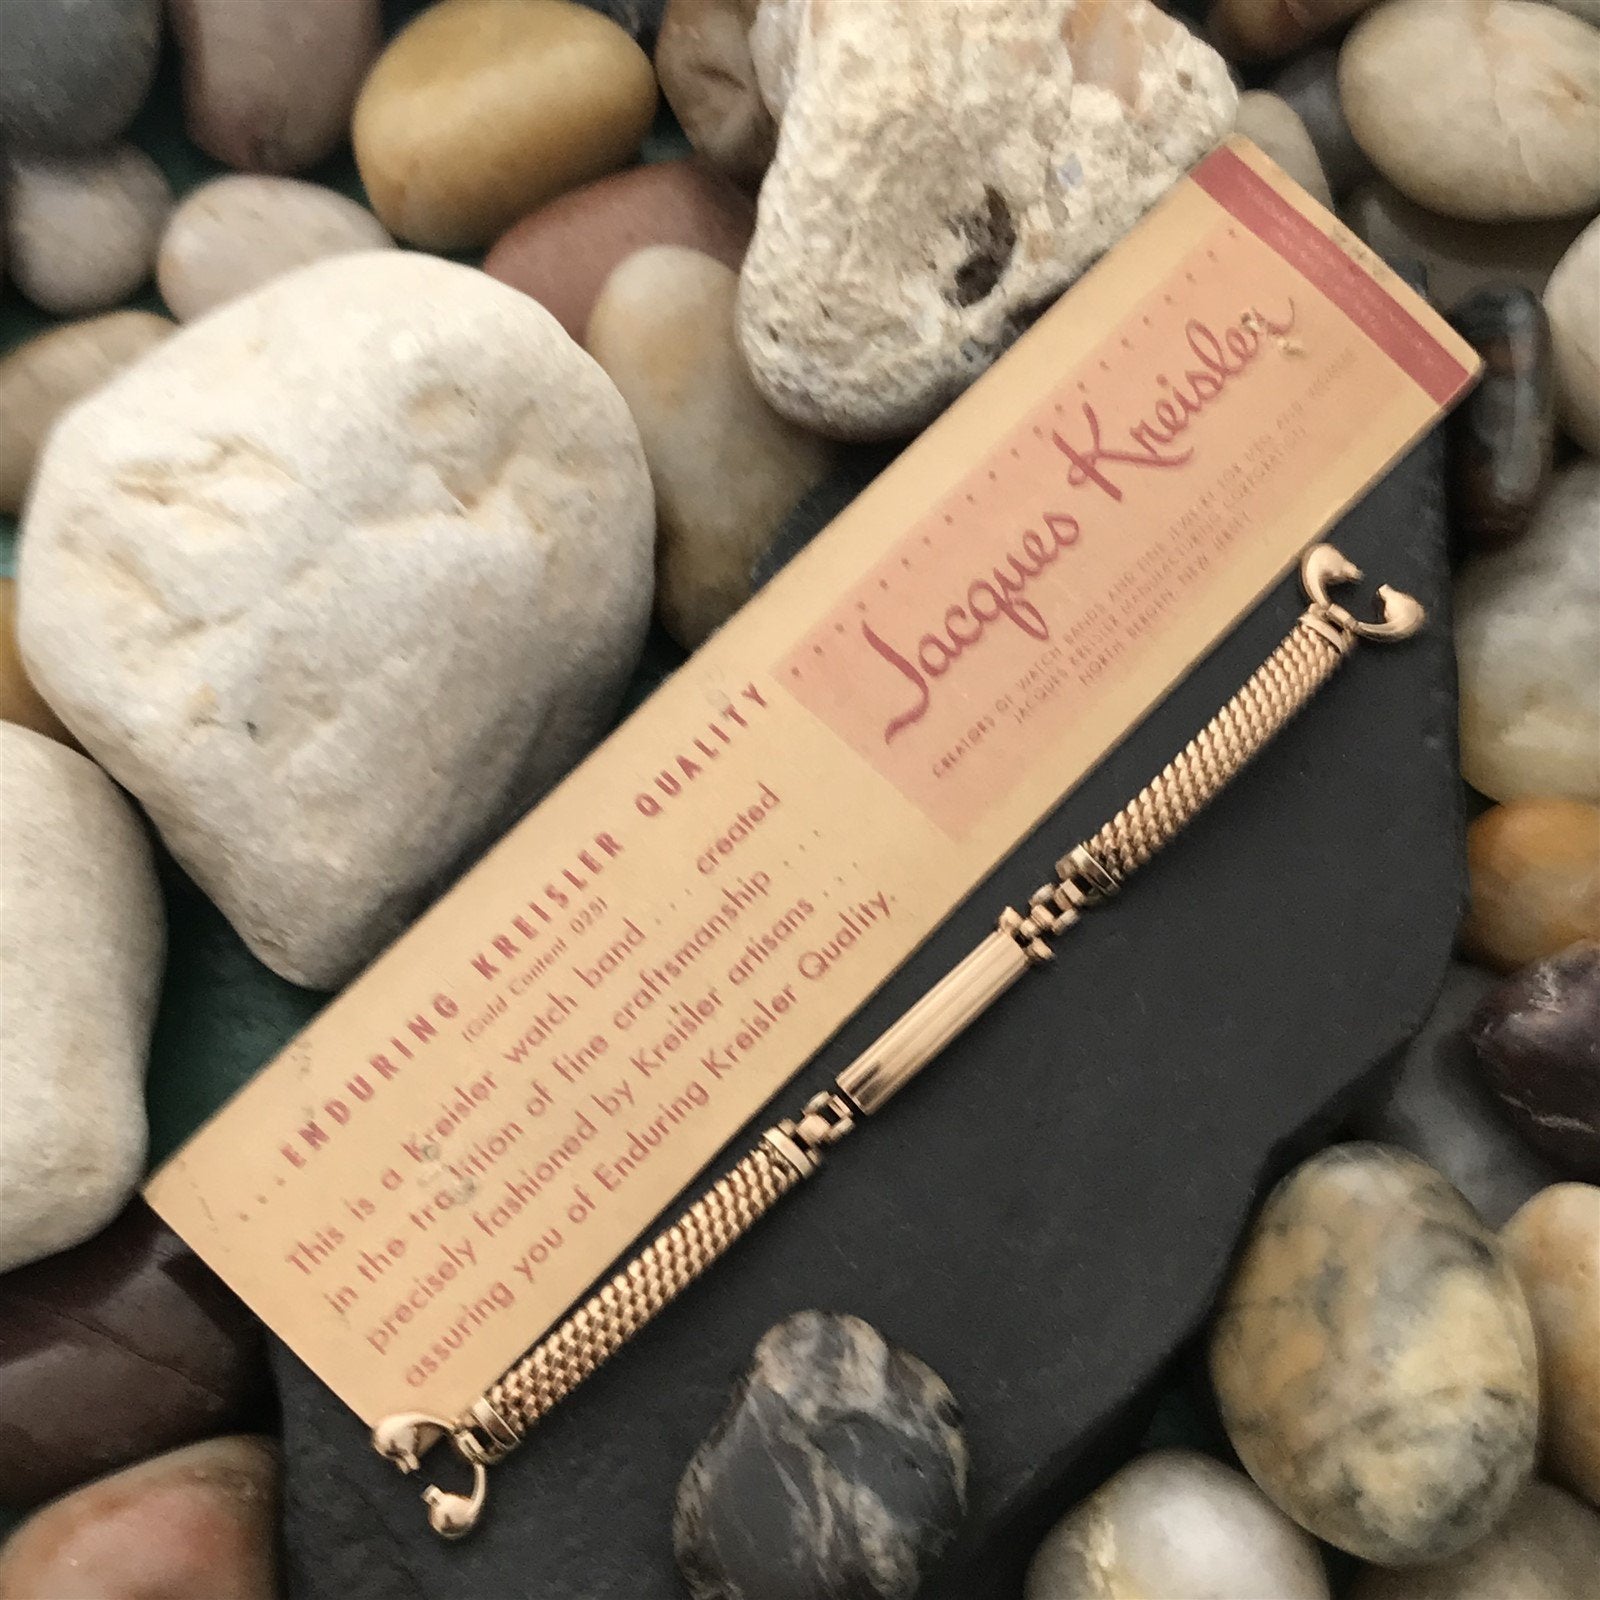 Jacques Kreisler
CREATORS OF WATCH BANDS AND FINE JEWELRY FOR MEN AND WOMEN
JACQUES KREISLER MANUFACTURING CORPORATION
NORTH BERGEN, NEW JERSEY
....ENDURING KREISLER QUALITY....
(Gold Content .025)
This is a Kreisler watch band.... created
in the tradition of fine craftsmanship....
precisely fashioned by Kreisler artisans....
assuring you of Enduring Kreisler Quality.